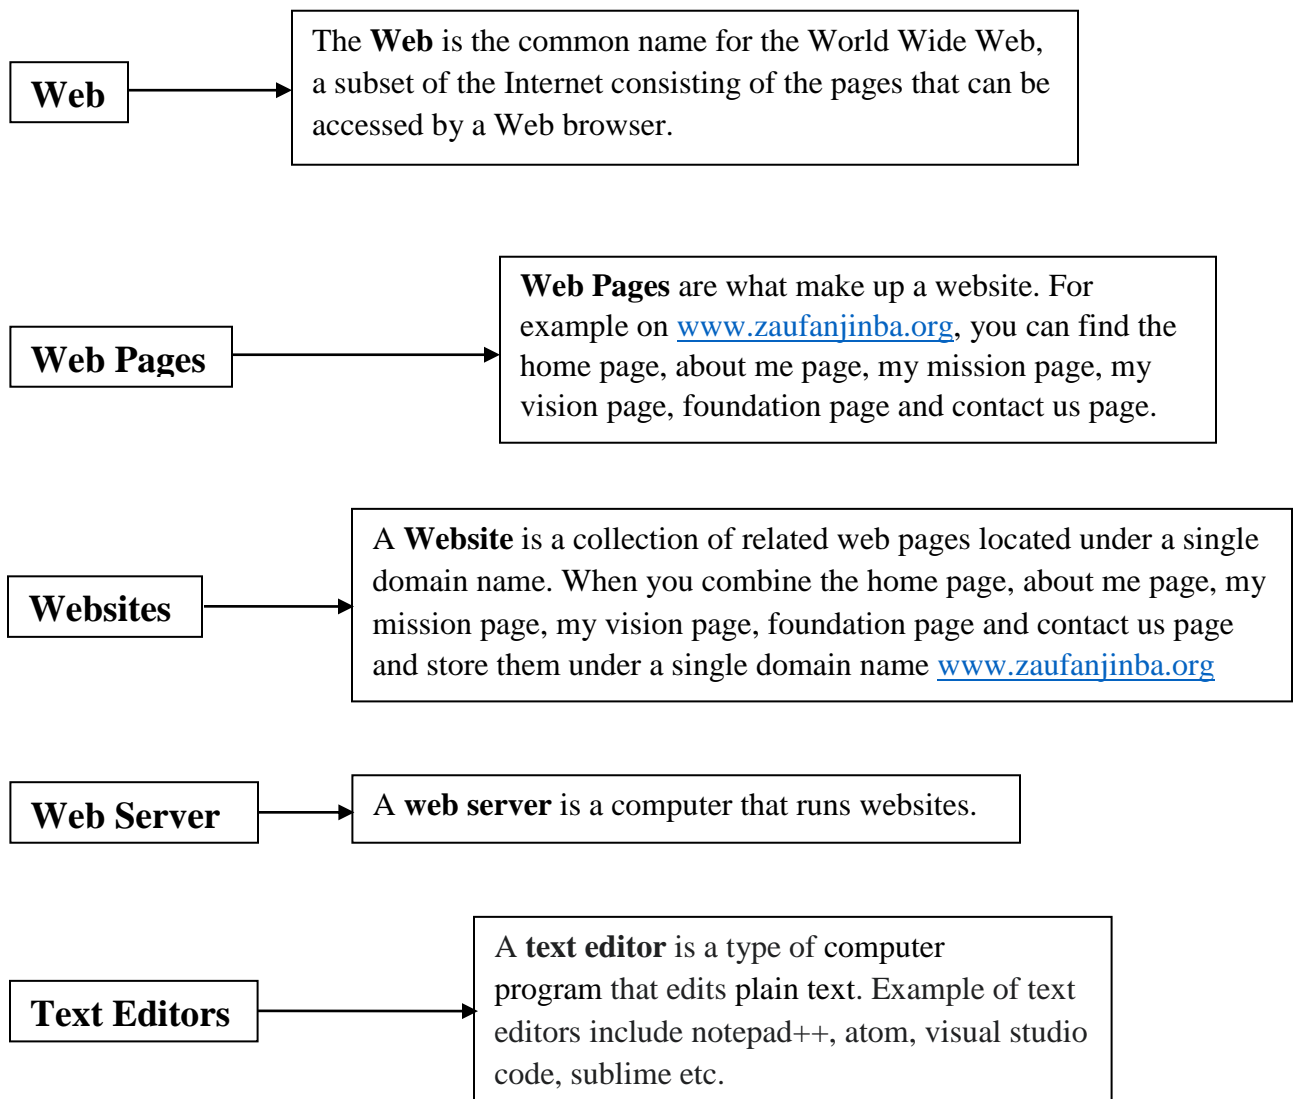 The Web is the common name for the World Wide Web,
a subset of the Internet consisting of the pages that can be
accessed by a Web browser.
Web
Web Pages are what make up a website. For
example on www.zaufanjinba.org, you can find the
home page, about me page, my mission page, my
vision page, foundation page and contact us page.
Web Pages
A Website is a collection of related web pages located under a single
domain name. When you combine the home page, about me page, my
mission page, my vision page, foundation page and contact us page
and store them under a single domain name www.zaufanjinba.org
Websites
Web Server
A web server is a computer that runs websites.
A text editor is a type of computer
program that edits plain text. Example of text
editors include notepad++, atom, visual studio
code, sublime etc.
Text Editors